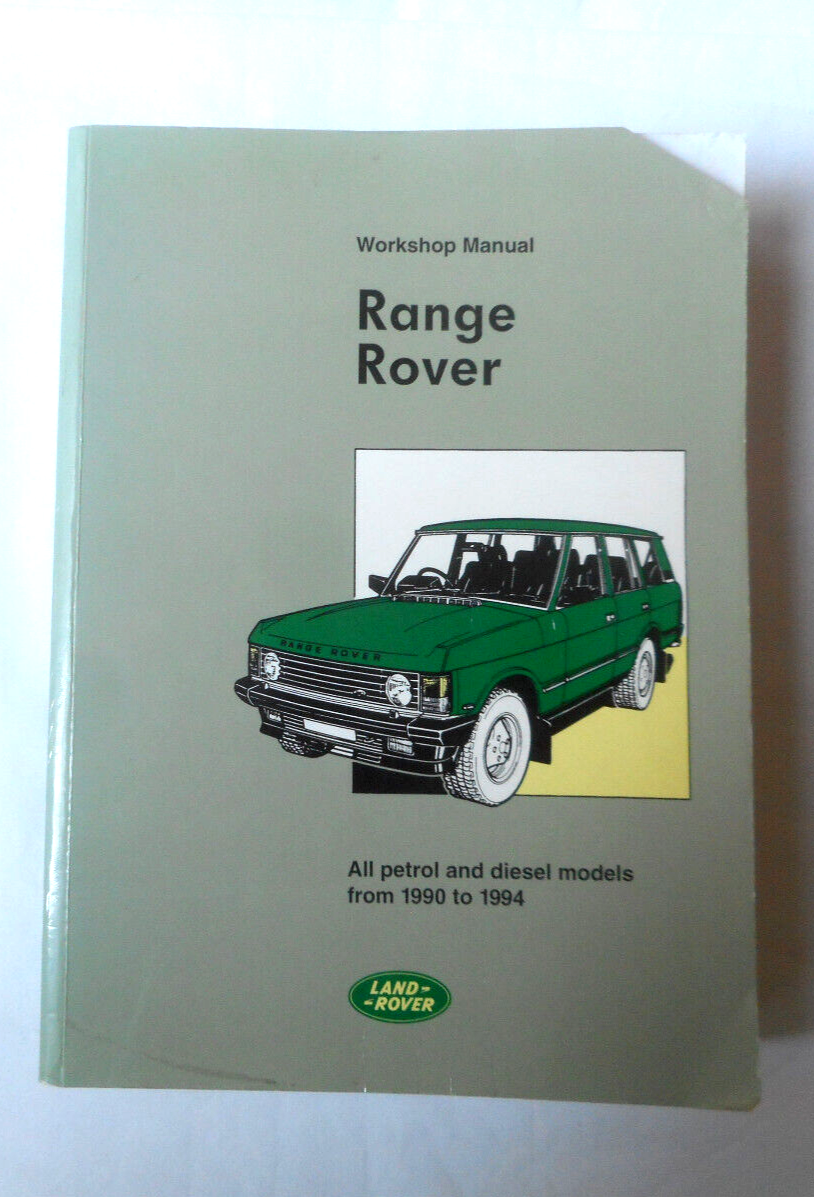 Workshop Manual
Range
Rover
RANGE ROVER
All petrol and diesel models
from 1990 to 1994
LAND-
-ROVER